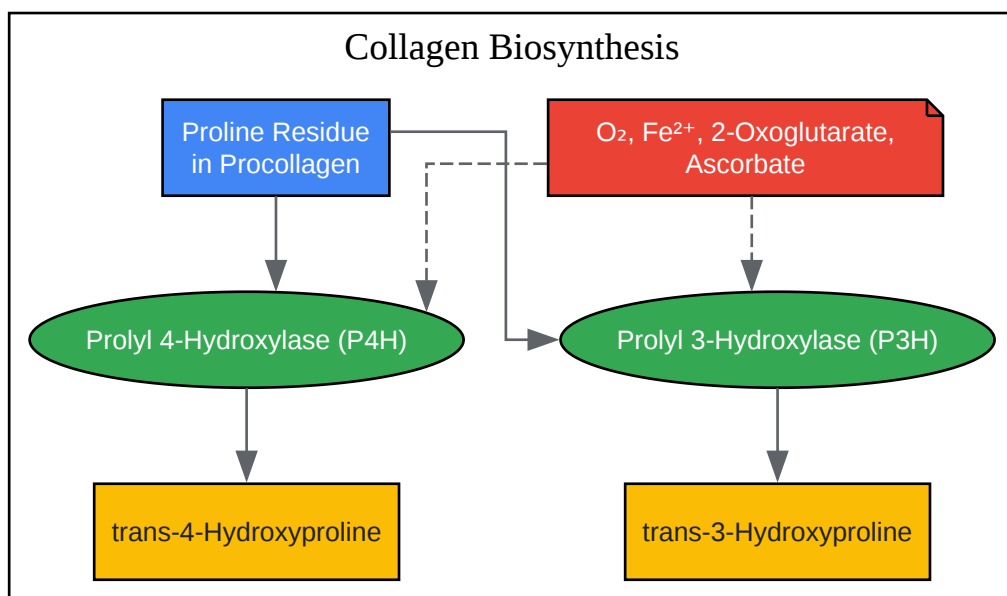 Collagen Biosynthesis
Proline Residue
in Procollagen
O₂, Fe²⁺, 2-Oxoglutarate,
Ascorbate
Prolyl 4-Hydroxylase (P4H)
Prolyl 3-Hydroxylase (P3H)
trans-4-Hydroxyproline
trans-3-Hydroxyproline